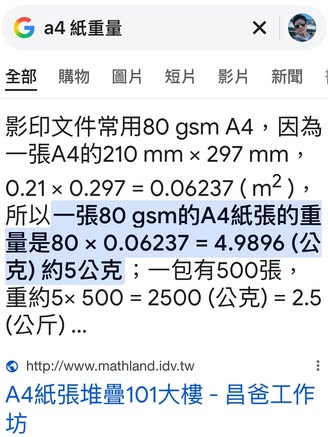 a4 紙重量
全部 購物 圖片 短片 影片 新聞
影印文件常用80 gsm A4，因為
一張A4的210 mm × 297 mm，
0.21 × 0.297 = 0.06237 ( m²)，
所以一張80 gsm的A4紙張的重
量是80 × 0.06237 = 4.9896 (公
克) 約5公克；一包有500張，
重約5× 500 = 2500 (公克) = 2.5
(公斤) ...
http://www.mathland.idv.tw
A4紙張堆疊101大樓 - 昌爸工作
坊